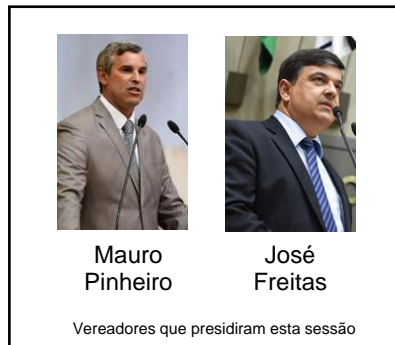 Mauro
Pinheiro
José
Freitas
Vereadores que presidiram esta sessão